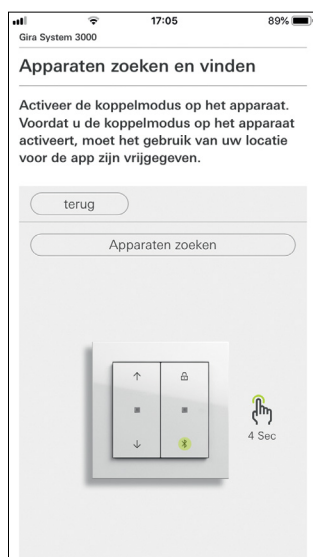 17:05
89%
Gira System 3000
Apparaten zoeken en vinden
Activeer de koppelmodus op het apparaat.
Voordat u de koppelmodus op het apparaat
activeert, moet het gebruik van uw locatie
voor de app zijn vrijgegeven.
terug
Apparaten zoeken
4 Sec